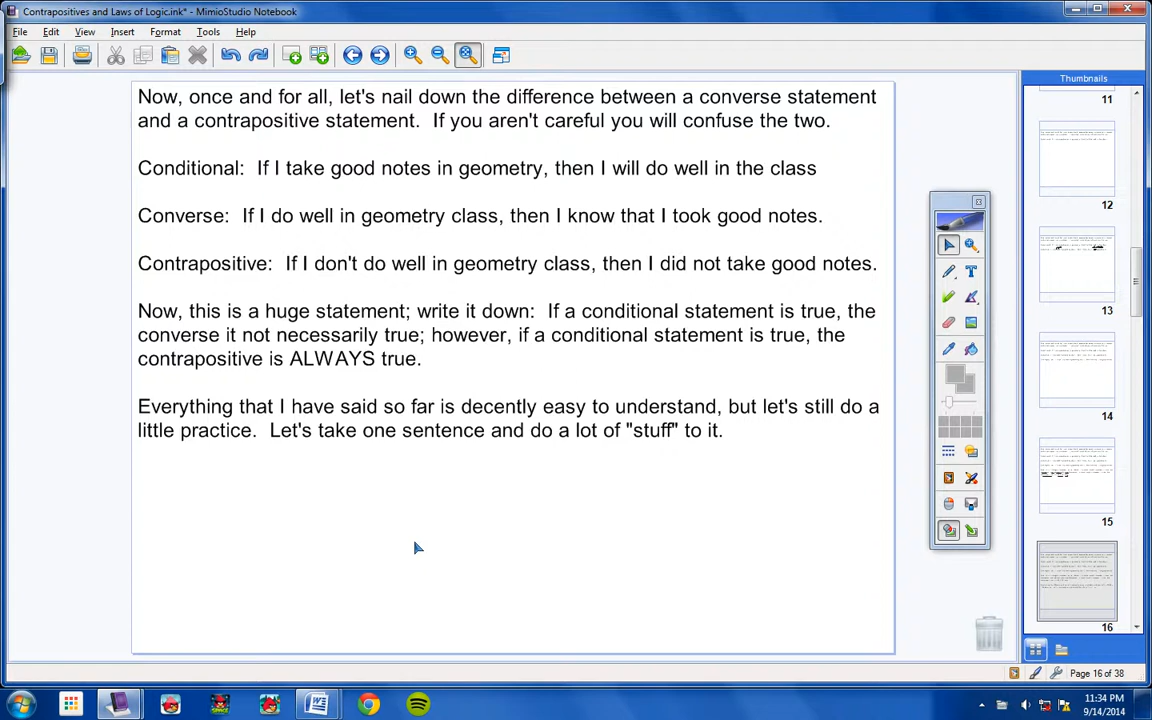 Contrapositives and Laws of Logic.ink* - MimioStudio Notebook
File Edit View Insert Format Tools Help
Now, once and for all, let's nail down the difference between a converse statement
and a contrapositive statement. If you aren't careful you will confuse the two.
Conditional: If I take good notes in geometry, then I will do well in the class
Converse: If I do well in geometry class, then I know that I took good notes.
Contrapositive: If I don't do well in geometry class, then I did not take good notes.
Now, this is a huge statement; write it down: If a conditional statement is true, the
converse it not necessarily true; however, if a conditional statement is true, the
contrapositive is ALWAYS true.
Everything that I have said so far is decently easy to understand, but let's still do a
little practice. Let's take one sentence and do a lot of "stuff" to it.
Thumbnails
11
12
13
14
15
16
Page 16 of 38
11:34 PM
9/14/2014